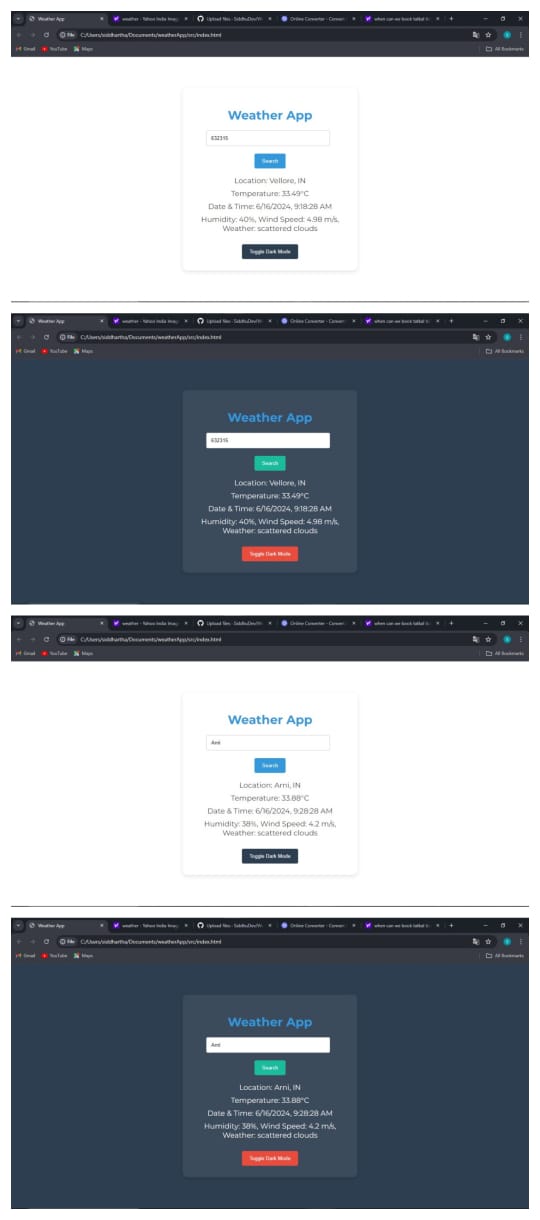 Weather App
weather - Yahoo India Imag
Upload files · SiddhuDev/W
Online Converter - Convert
when can we book tatkal ti
File C:/Users/siddhartha/Documents/weatherApp/src/index.html
Gmail YouTube Maps All Bookmarks
Weather App
632315
Search
Location: Vellore, IN
Temperature: 33.49°C
Date & Time: 6/16/2024, 9:18:28 AM
Humidity: 40%, Wind Speed: 4.98 m/s,
Weather: scattered clouds
Toggle Dark Mode
Weather App
weather - Yahoo India Imag
Upload files · SiddhuDev/W
Online Converter - Convert
when can we book tatkal ti
File C:/Users/siddhartha/Documents/weatherApp/src/index.html
Gmail YouTube Maps All Bookmarks
Weather App
632315
Search
Location: Vellore, IN
Temperature: 33.49°C
Date & Time: 6/16/2024, 9:18:28 AM
Humidity: 40%, Wind Speed: 4.98 m/s,
Weather: scattered clouds
Toggle Dark Mode
Weather App
weather - Yahoo India Imag
Upload files · SiddhuDev/W
Online Converter - Convert
when can we book tatkal ti
File C:/Users/siddhartha/Documents/weatherApp/src/index.html
Gmail YouTube Maps All Bookmarks
Weather App
Arni
Search
Location: Arni, IN
Temperature: 33.88°C
Date & Time: 6/16/2024, 9:28:28 AM
Humidity: 38%, Wind Speed: 4.2 m/s,
Weather: scattered clouds
Toggle Dark Mode
Weather App
weather - Yahoo India Imag
Upload files · SiddhuDev/W
Online Converter - Convert
when can we book tatkal ti
File C:/Users/siddhartha/Documents/weatherApp/src/index.html
Gmail YouTube Maps All Bookmarks
Weather App
Arni
Search
Location: Arni, IN
Temperature: 33.88°C
Date & Time: 6/16/2024, 9:28:28 AM
Humidity: 38%, Wind Speed: 4.2 m/s,
Weather: scattered clouds
Toggle Dark Mode